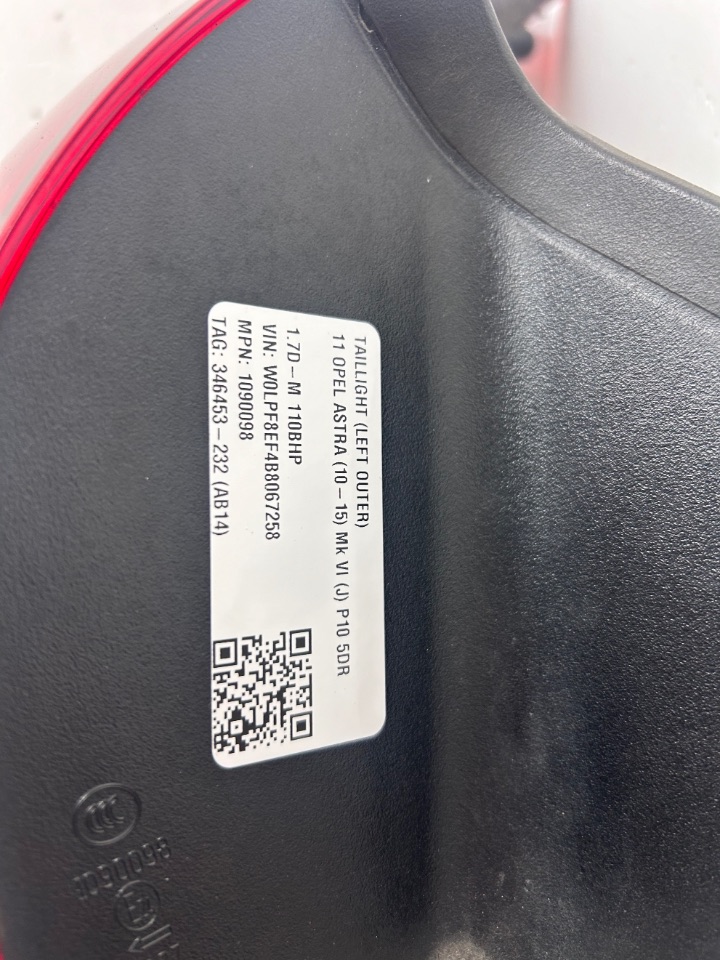 TAILLIGHT (LEFT OUTER)
11 OPEL ASTRA (10-15) Mk VI (J) P10 5DR
1.7D-M 110BHP
VIN: W0LPF8EF4B8067258
MPN: 1090098
TAG: 346453-232 (AB14)